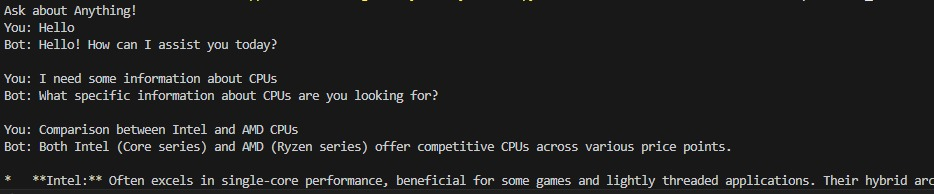 Ask about Anything!
You: Hello
Bot: Hello! How can I assist you today?
You: I need some information about CPUs
Bot: What specific information about CPUs are you looking for?
You: Comparison between Intel and AMD CPUs
Bot: Both Intel (Core series) and AMD (Ryzen series) offer competitive CPUs across various price points.
*   **Intel:** Often excels in single-core performance, beneficial for some games and lightly threaded applications. Their hybrid arc